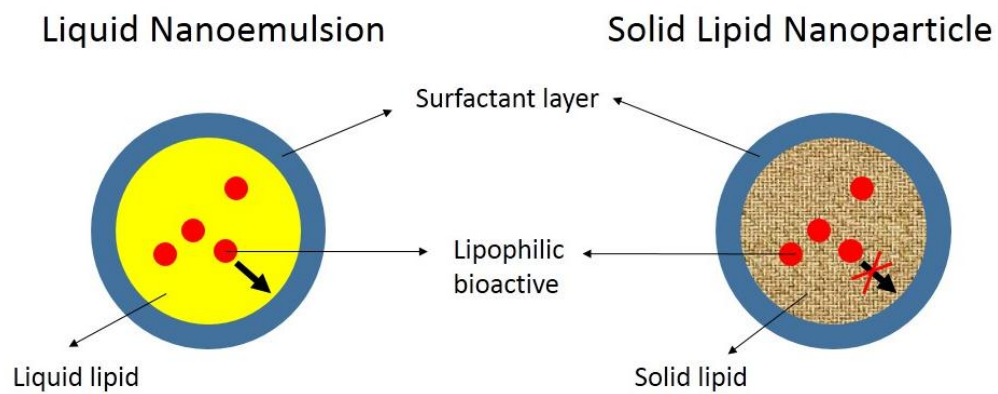 Liquid Nanoemulsion
Solid Lipid Nanoparticle
Surfactant layer
Lipophilic
bioactive
Liquid lipid
Solid lipid